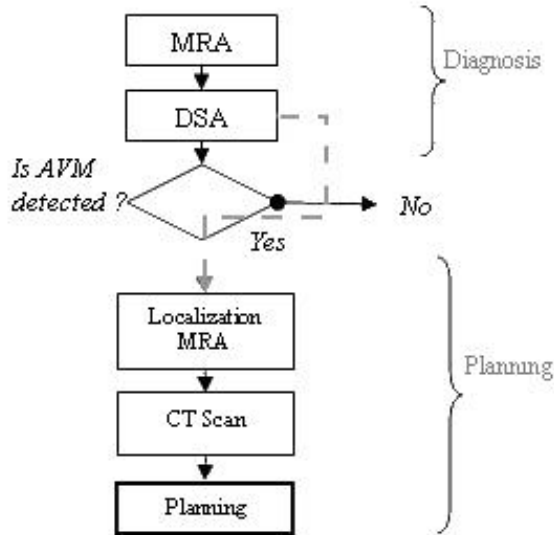 MRA
Diagnosis
DSA
Is AVM
detected ?
No
Yes
Localization
MRA
Planning
CT Scan
Planning